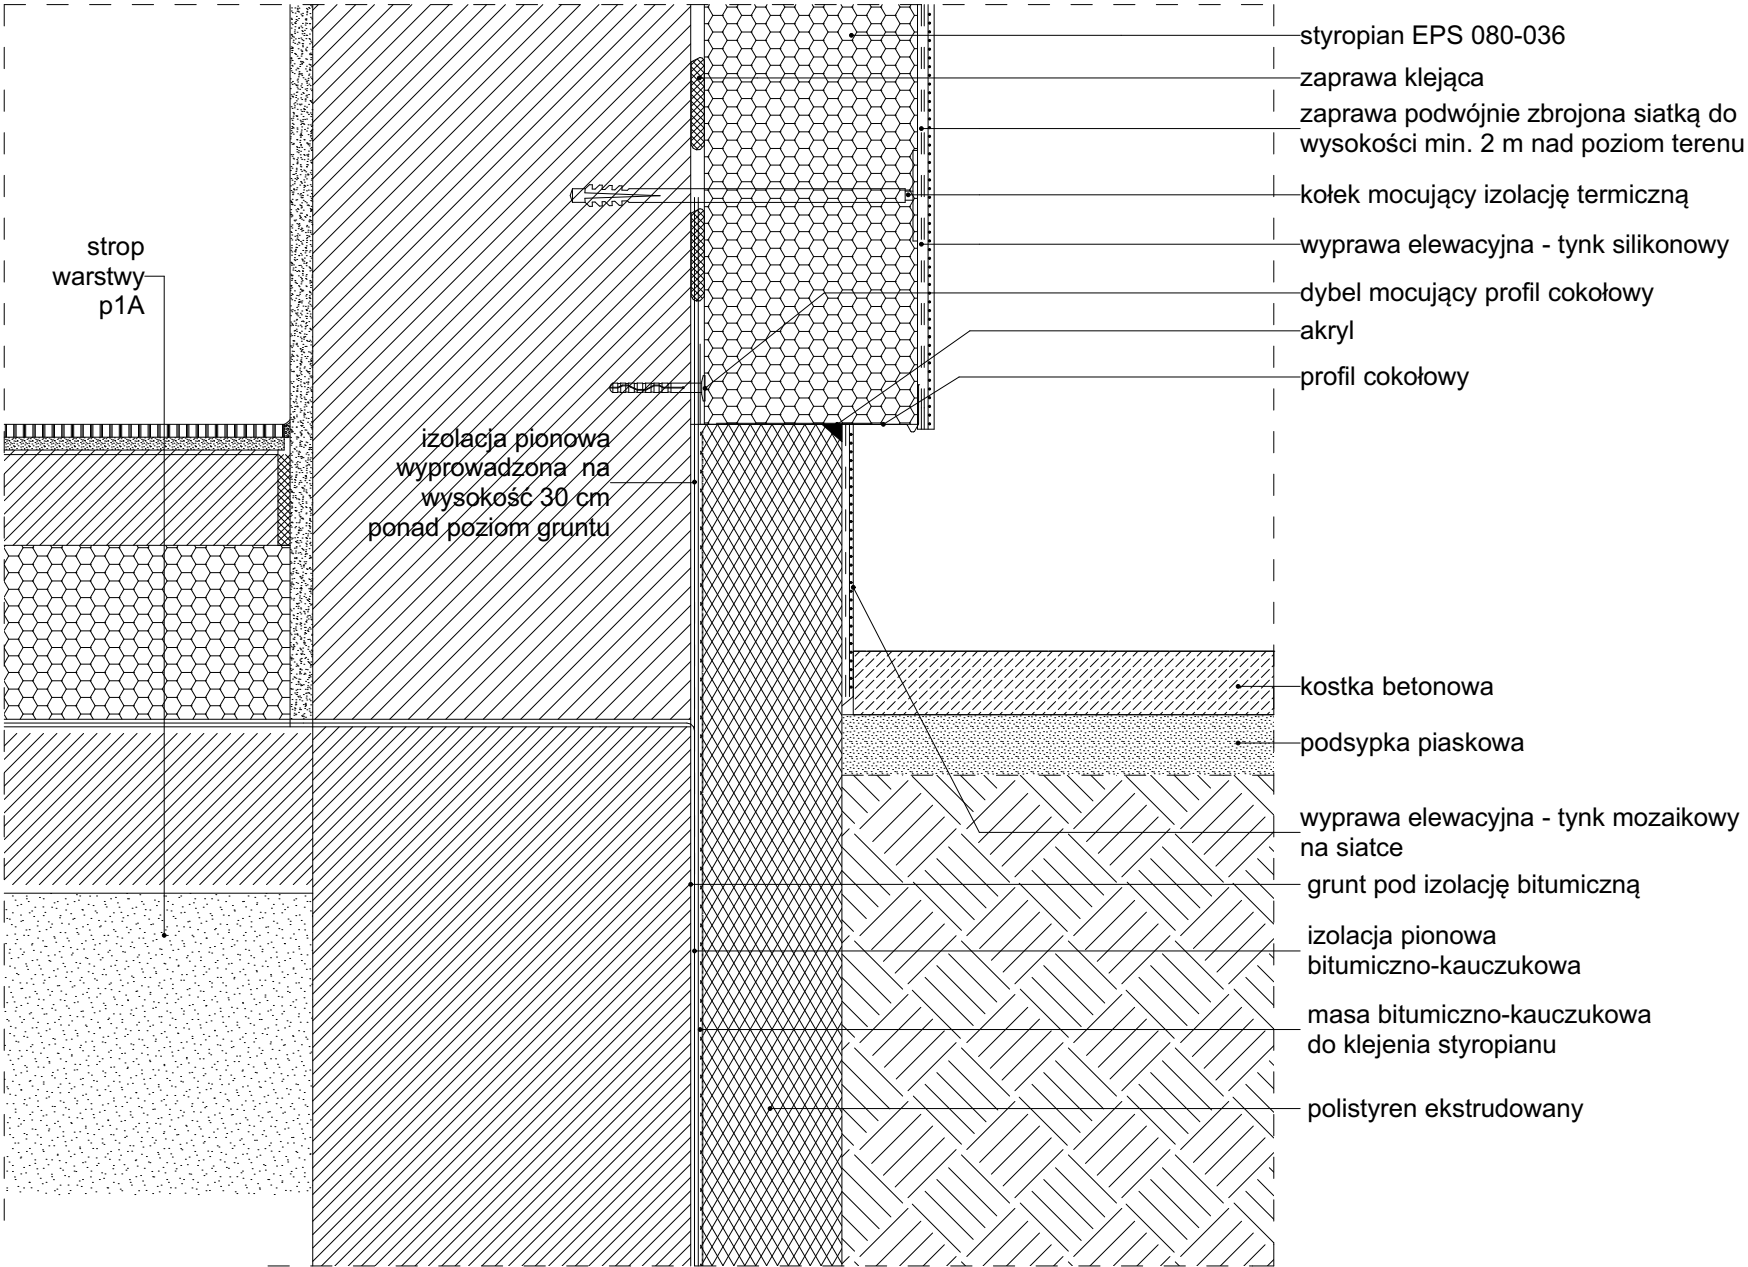 styropian EPS 080-036
zaprawa klejąca
zaprawa podwójnie zbrojona siatką do
wysokości min. 2 m nad poziom terenu
kołek mocujący izolację termiczną
strop
warstwy
p1A
wyprawa elewacyjna - tynk silikonowy
dybel mocujący profil cokołowy
akryl
profil cokołowy
izolacja pionowa
wyprowadzona na
wysokość 30 cm
ponad poziom gruntu
kostka betonowa
podsypka piaskowa
wyprawa elewacyjna - tynk mozaikowy
na siatce
grunt pod izolację bitumiczną
izolacja pionowa
bitumiczno-kauczukowa
masa bitumiczno-kauczukowa
do klejenia styropianu
polistyren ekstrudowany